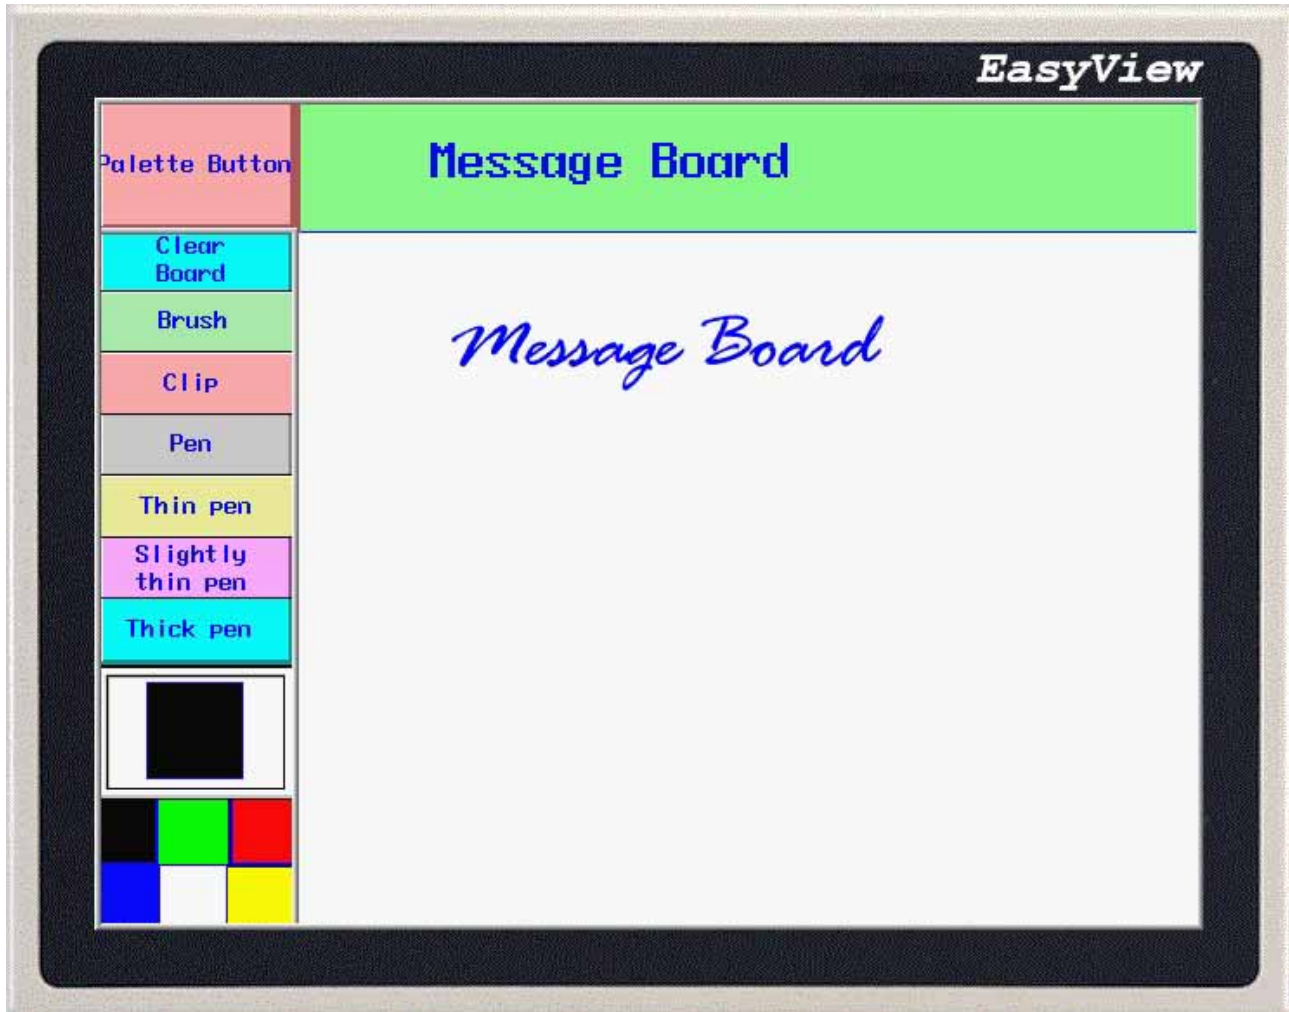 EasyView
Palette Button
Message Board
Clear
Board
Brush
Clip
Pen
Thin pen
Slightly
thin pen
Thick pen
Message Board